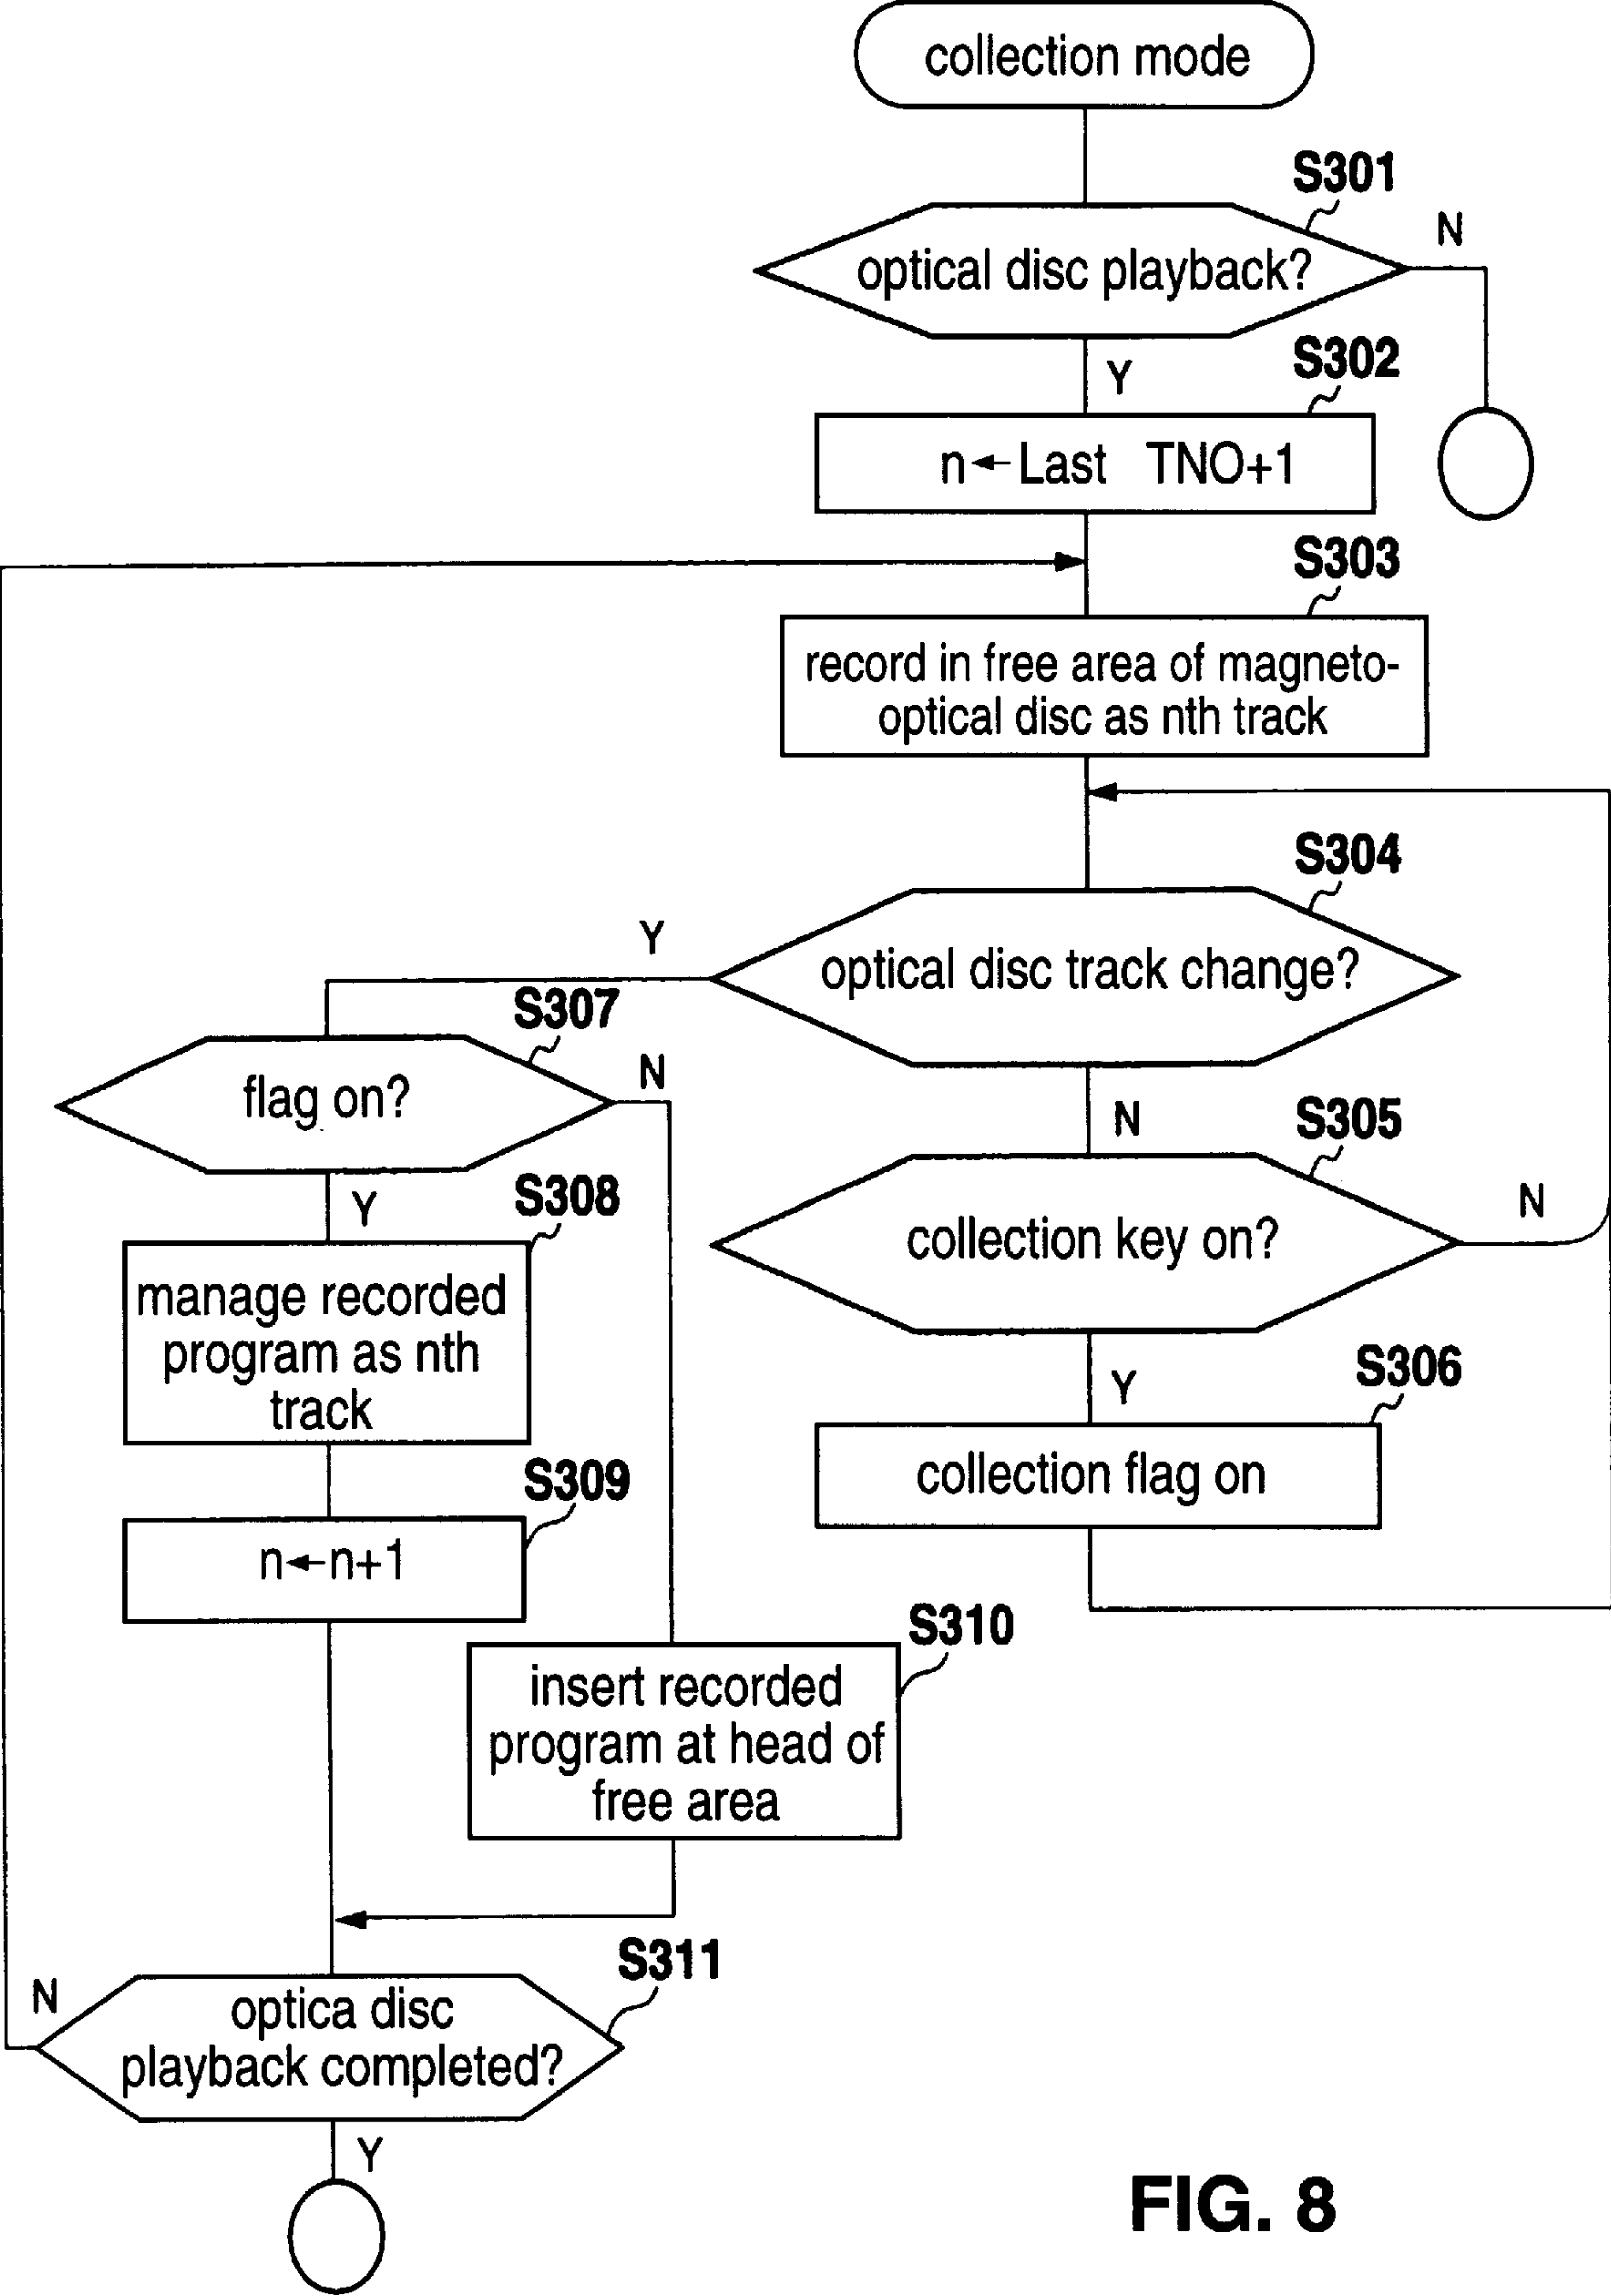 collection mode
S301
optical disc playback?
N
Y
S302
n←Last TNO+1
S303
record in free area of magneto-
optical disc as nth track
S304
optical disc track change?
Y
N
S305
collection key on?
N
Y
S306
collection flag on
S307
flag on?
N
Y
S308
manage recorded
program as nth
track
S309
n←n+1
S310
insert recorded
program at head of
free area
S311
optica disc
playback completed?
N
Y
FIG. 8